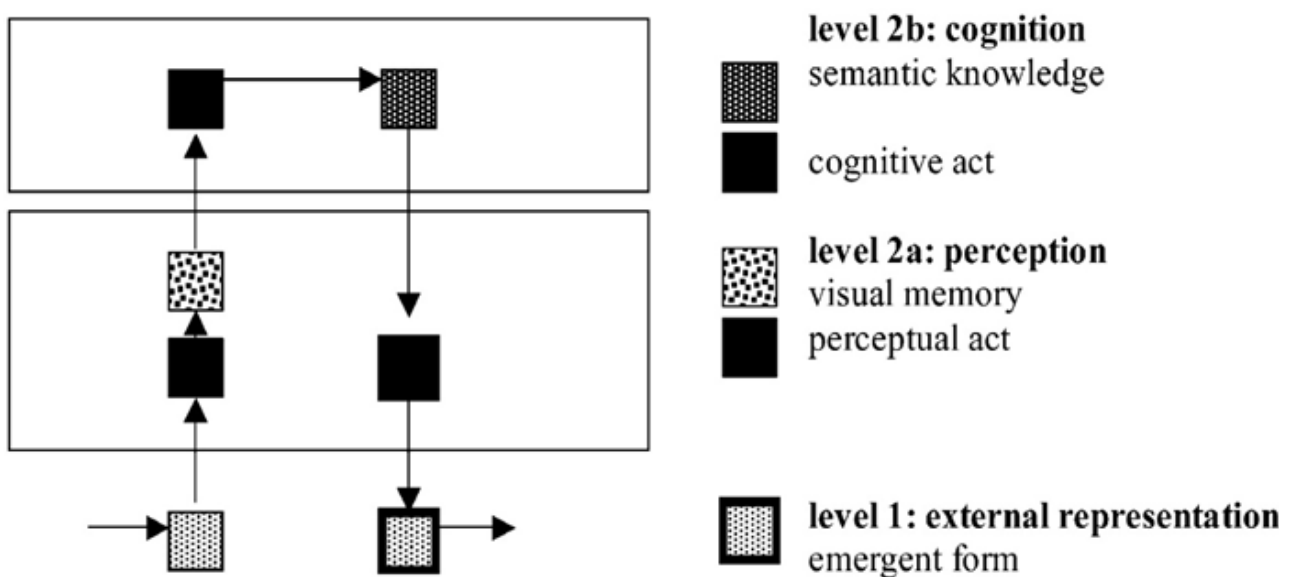 level 2b: cognition
semantic knowledge
cognitive act
level 2a: perception
visual memory
perceptual act
level 1: external representation
emergent form